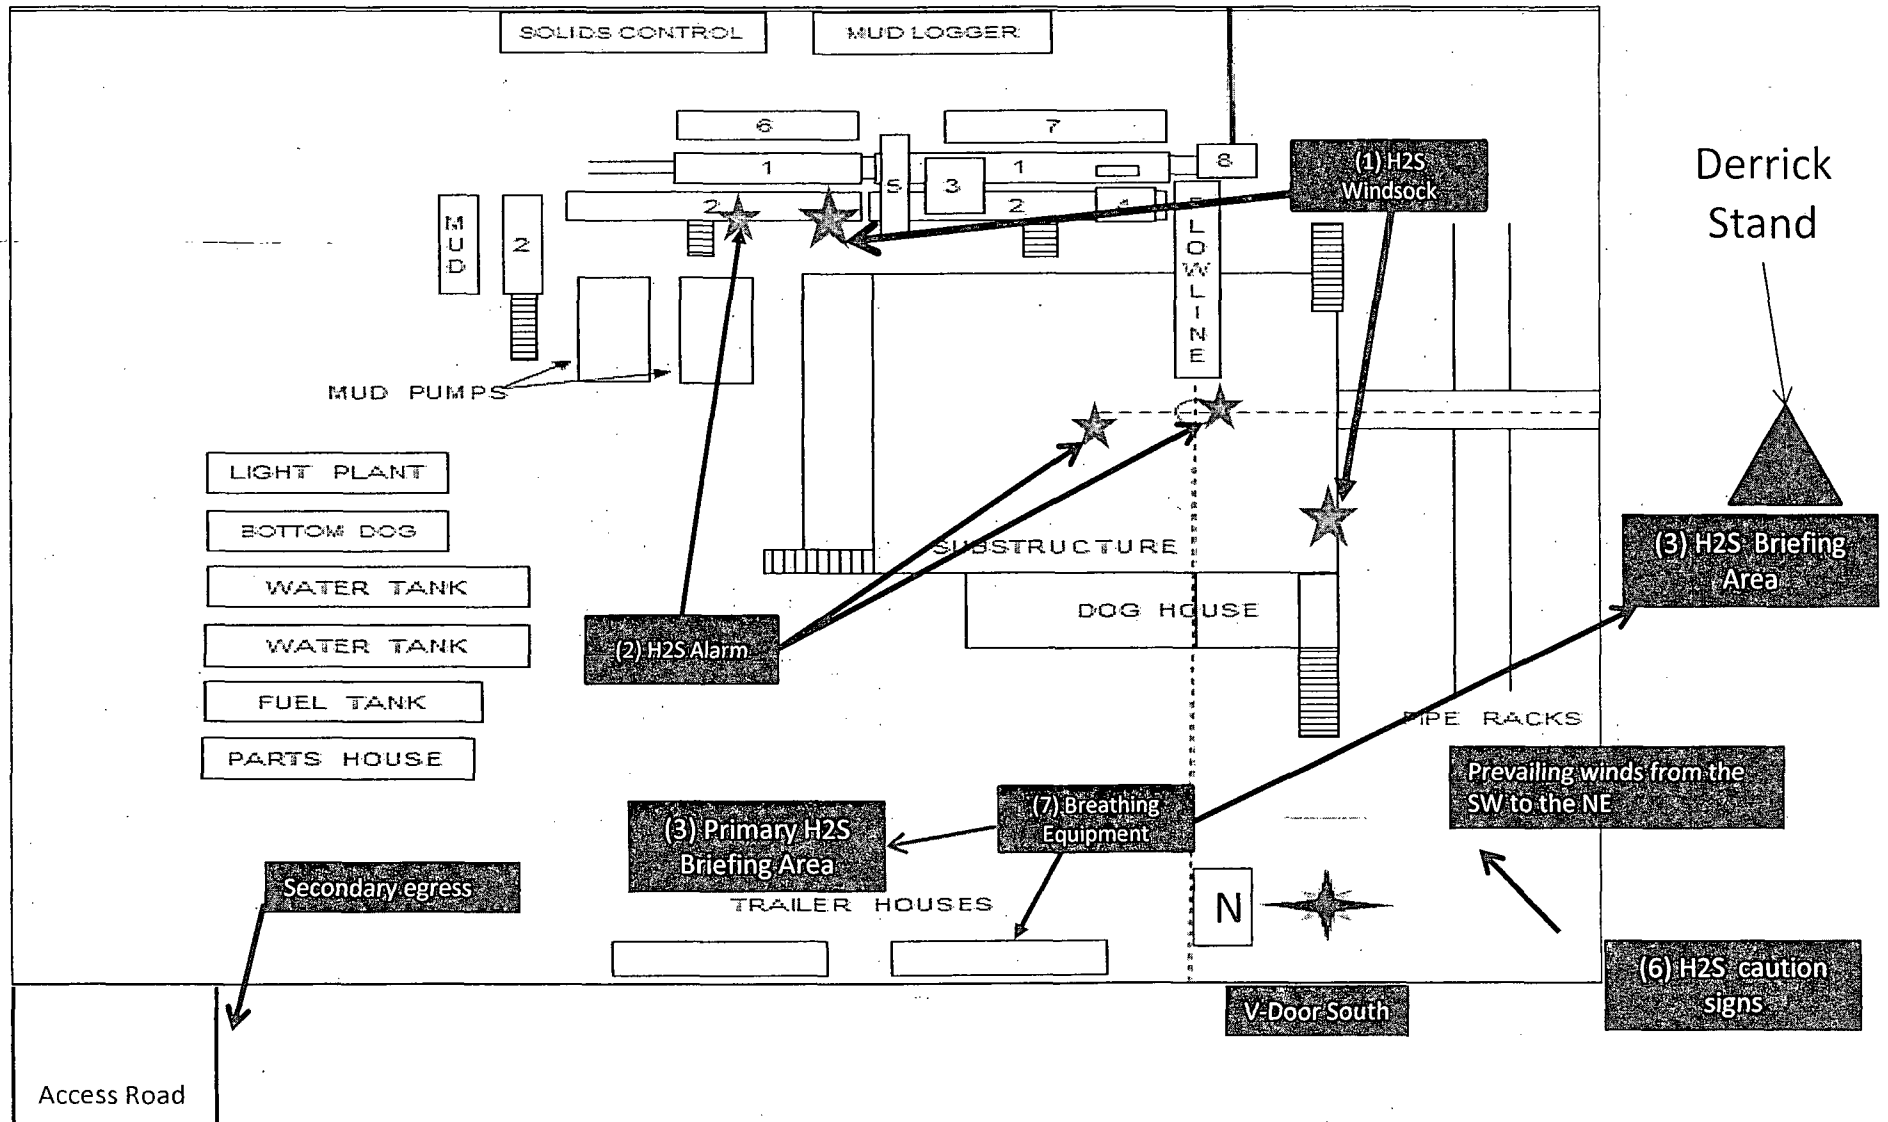 SOLIDS CONTROL
MUD LOGGER
6
7
1
1
8
S
3
2
2
4
(1) H2S
Windsock
Derrick
Stand
MUD
2
FLOWLINE
MUD PUMPS
LIGHT PLANT
BOTTOM DOG
WATER TANK
WATER TANK
FUEL TANK
PARTS HOUSE
SUBSTRUCTURE
DOG HOUSE
(3) H2S Briefing
Area
(2) H2S Alarm
PIPE RACKS
Prevailing winds from the
SW to the NE
(3) Primary H2S
Briefing Area
(7) Breathing
Equipment
Secondary egress
TRAILER HOUSES
N
(6) H2S caution
signs
V-Door South
Access Road